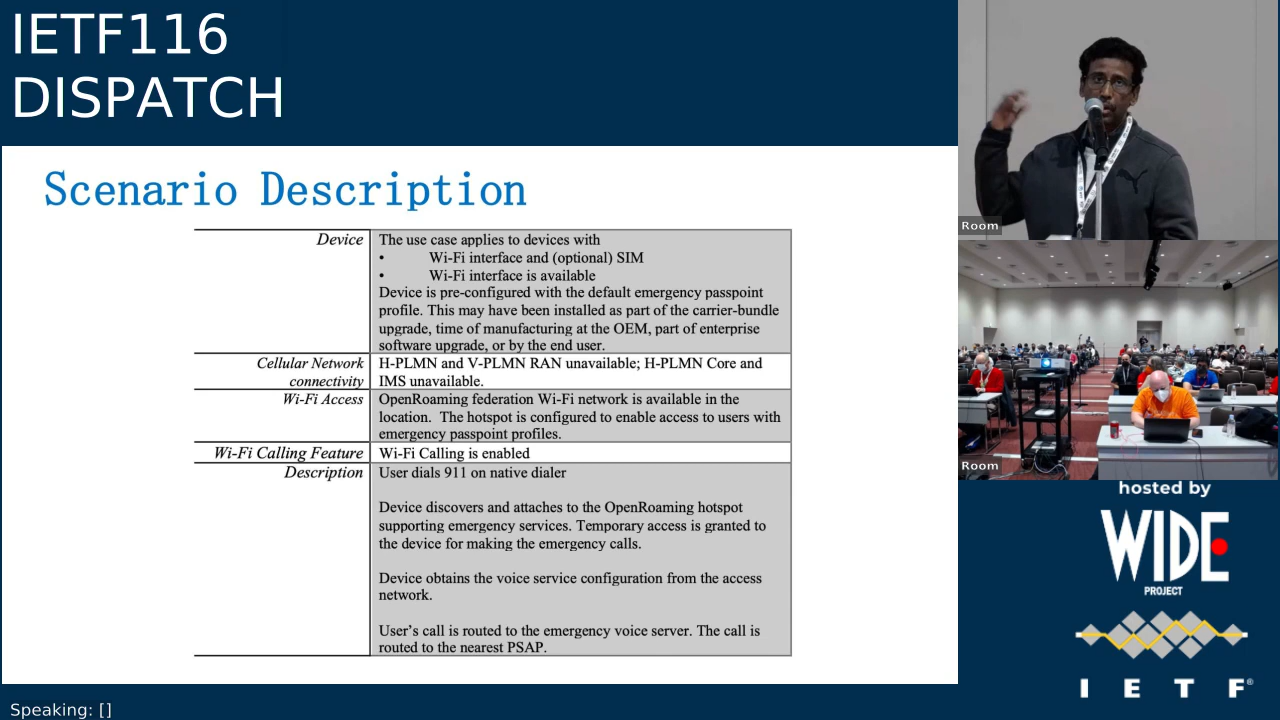 IETF116
DISPATCH
Scenario Description
Device
The use case applies to devices with
• Wi-Fi interface and (optional) SIM
• Wi-Fi interface is available
Device is pre-configured with the default emergency passpoint
profile. This may have been installed as part of the carrier-bundle
upgrade, time of manufacturing at the OEM, part of enterprise
software upgrade, or by the end user.
Cellular Network
connectivity
H-PLMN and V-PLMN RAN unavailable; H-PLMN Core and
IMS unavailable.
Wi-Fi Access
OpenRoaming federation Wi-Fi network is available in the
location. The hotspot is configured to enable access to users with
emergency passpoint profiles.
Wi-Fi Calling Feature
Wi-Fi Calling is enabled
Description
User dials 911 on native dialer
Device discovers and attaches to the OpenRoaming hotspot
supporting emergency services. Temporary access is granted to
the device for making the emergency calls.
Device obtains the voice service configuration from the access
network.
User's call is routed to the emergency voice server. The call is
routed to the nearest PSAP.
Room
Room
hosted by
WIDE
PROJECT
I E T F®
Speaking: []